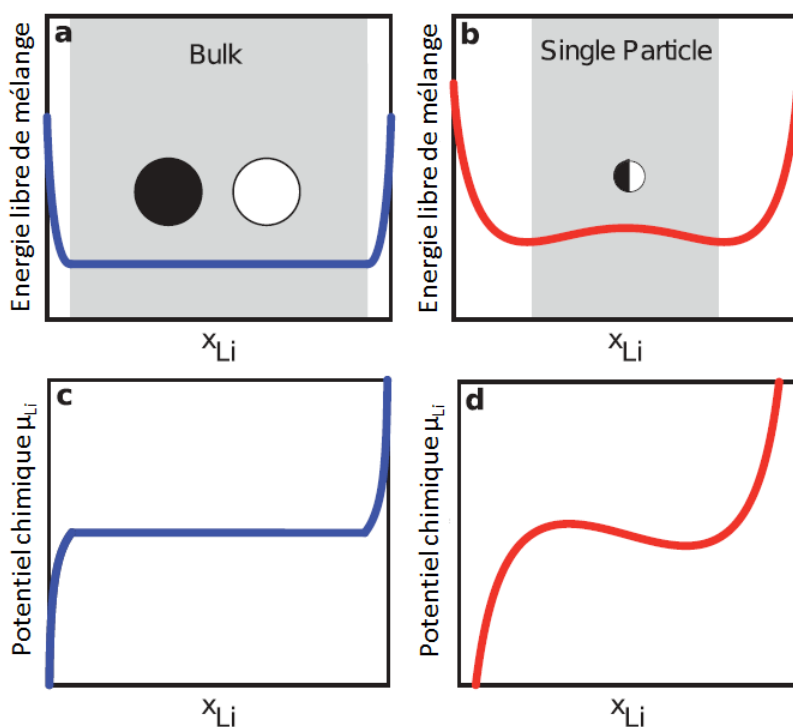 a
Bulk
Energie libre de mélange
xLi
b
Single Particle
Energie libre de mélange
xLi
c
Potentiel chimique μLi
xLi
d
Potentiel chimique μLi
xLi